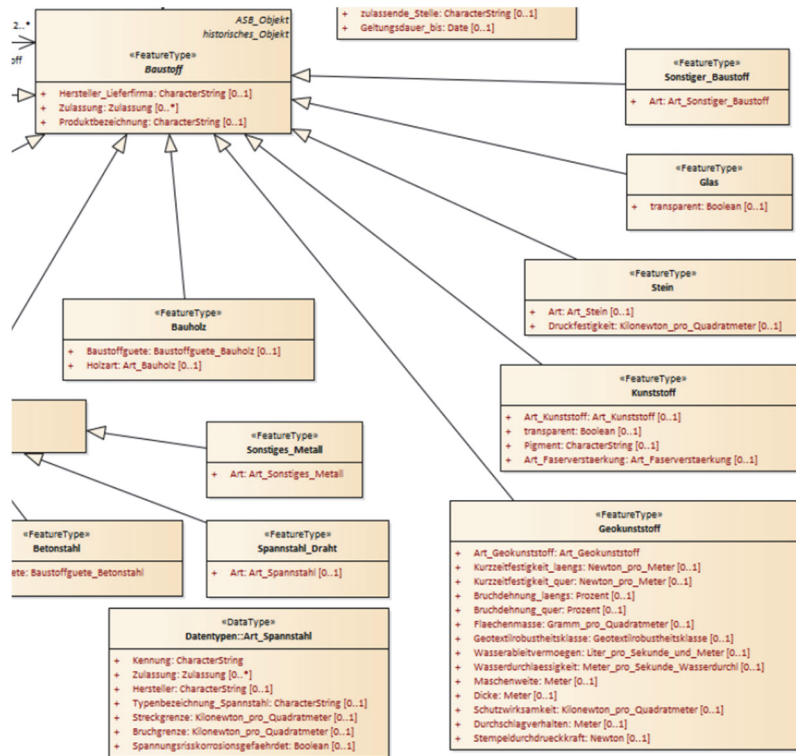 2..*
off
ASB_Objekt
historisches_Objekt
«FeatureType»
Baustoff
+ Hersteller_Lieferfirma: CharacterString [0..1]
+ Zulassung: Zulassung [0..*]
+ Produktbezeichnung: CharacterString [0..1]
+ zulassende_Stelle: CharacterString [0..1]
+ Geltungsdauer_bis: Date [0..1]
«FeatureType»
Sonstiger_Baustoff
+ Art: Art_Sonstiger_Baustoff
«FeatureType»
Glas
+ transparent: Boolean [0..1]
«FeatureType»
Stein
+ Art: Art_Stein [0..1]
+ Druckfestigkeit: Kilonewton_pro_Quadratmeter [0..1]
«FeatureType»
Bauholz
+ Baustoffguete: Baustoffguete_Bauholz [0..1]
+ Holzart: Art_Bauholz [0..1]
«FeatureType»
Kunststoff
+ Art_Kunststoff: Art_Kunststoff [0..1]
+ transparent: Boolean [0..1]
+ Pigment: CharacterString [0..1]
+ Art_Faserverstaerkung: Art_Faserverstaerkung [0..1]
«FeatureType»
Sonstiges_Metall
+ Art: Art_Sonstiges_Metall
«FeatureType»
Betonstahl
ete: Baustoffguete_Betonstahl
«FeatureType»
Spannstahl_Draht
+ Art: Art_Spannstahl [0..1]
«FeatureType»
Geokunststoff
+ Art_Geokunststoff: Art_Geokunststoff
+ Kurzzeitfestigkeit_laengs: Newton_pro_Meter [0..1]
+ Kurzzeitfestigkeit_quer: Newton_pro_Meter [0..1]
+ Bruchdehnung_laengs: Prozent [0..1]
+ Bruchdehnung_quer: Prozent [0..1]
+ Flaechenmasse: Gramm_pro_Quadratmeter [0..1]
+ Geotextilrobustheitsklasse: Geotextilrobustheitsklasse [0..1]
+ Wasserableitvermoegen: Liter_pro_Sekunde_und_Meter [0..1]
+ Wasserdurchlaessigkeit: Meter_pro_Sekunde_Wasserdurchl [0..1]
+ Maschenweite: Meter [0..1]
+ Dicke: Meter [0..1]
+ Schutzwirksamkeit: Kilonewton_pro_Quadratmeter [0..1]
+ Durchschlagverhalten: Meter [0..1]
+ Stempeldurchdrueckkraft: Newton [0..1]
«DataType»
Datentypen::Art_Spannstahl
+ Kennung: CharacterString
+ Zulassung: Zulassung [0..*]
+ Hersteller: CharacterString [0..1]
+ Typenbezeichnung_Spannstahl: CharacterString [0..1]
+ Streckgrenze: Kilonewton_pro_Quadratmeter [0..1]
+ Bruchgrenze: Kilonewton_pro_Quadratmeter [0..1]
+ Spannungsrisskorrosionsgefaehrdet: Boolean [0..1]